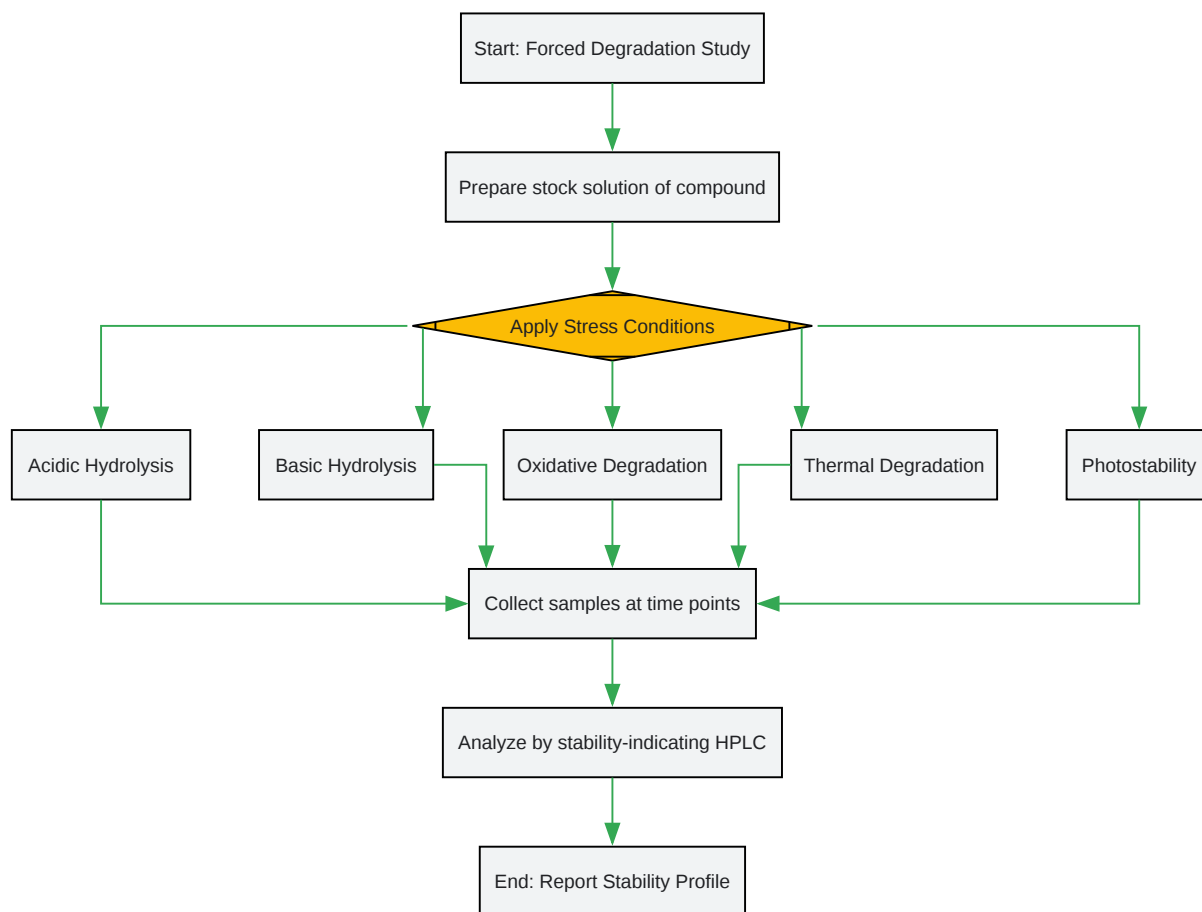 Start: Forced Degradation Study
Prepare stock solution of compound
Apply Stress Conditions
Acidic Hydrolysis
Basic Hydrolysis
Oxidative Degradation
Thermal Degradation
Photostability
Collect samples at time points
Analyze by stability-indicating HPLC
End: Report Stability Profile